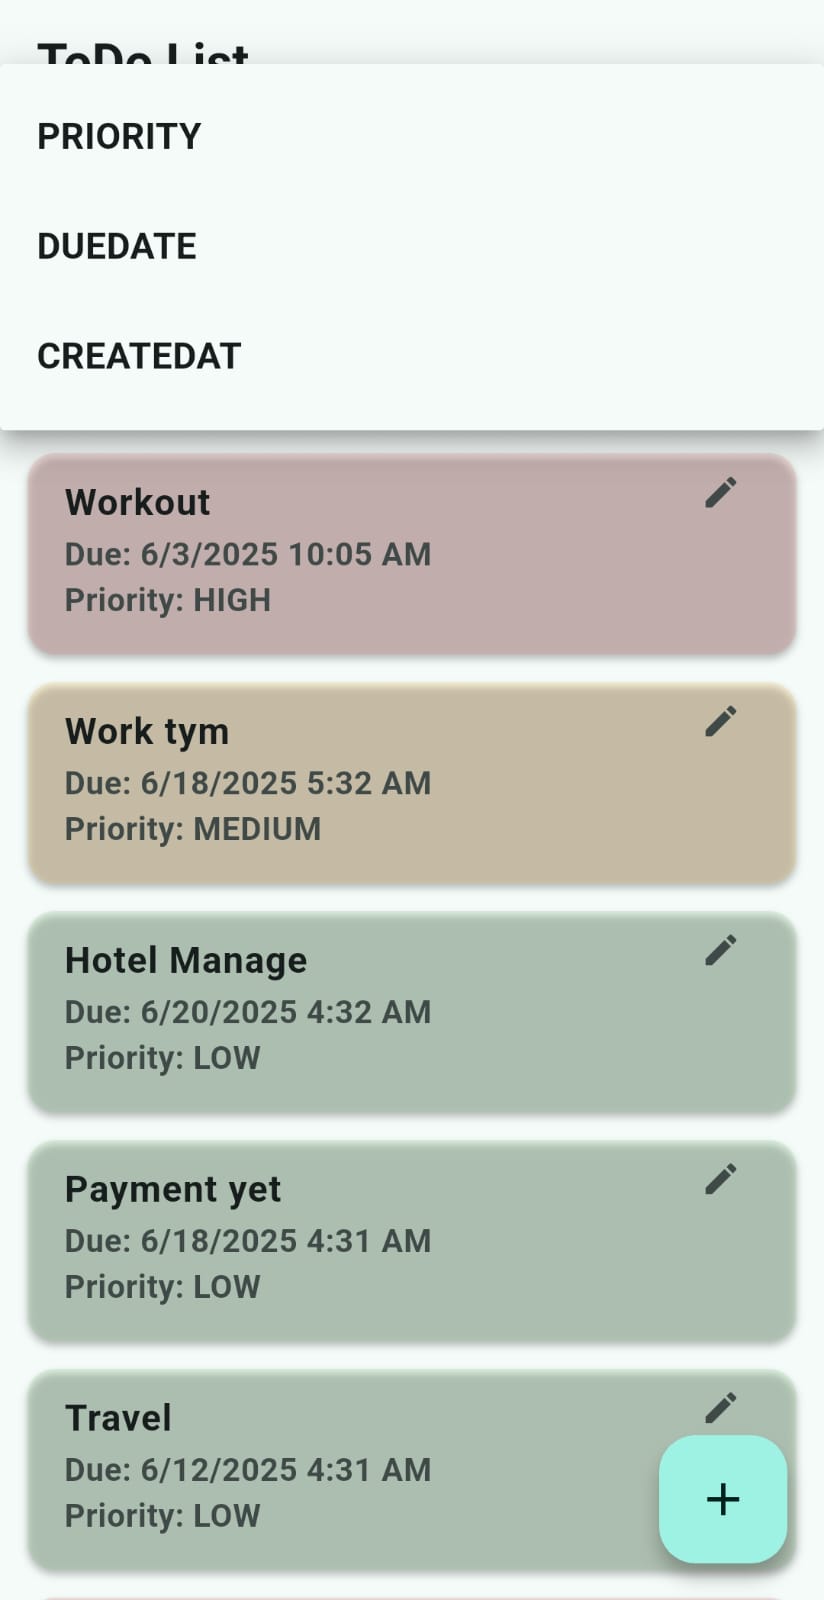 ToDo List
PRIORITY
DUEDATE
CREATEDAT
Workout
Due: 6/3/2025 10:05 AM
Priority: HIGH
Work tym
Due: 6/18/2025 5:32 AM
Priority: MEDIUM
Hotel Manage
Due: 6/20/2025 4:32 AM
Priority: LOW
Payment yet
Due: 6/18/2025 4:31 AM
Priority: LOW
Travel
Due: 6/12/2025 4:31 AM
Priority: LOW